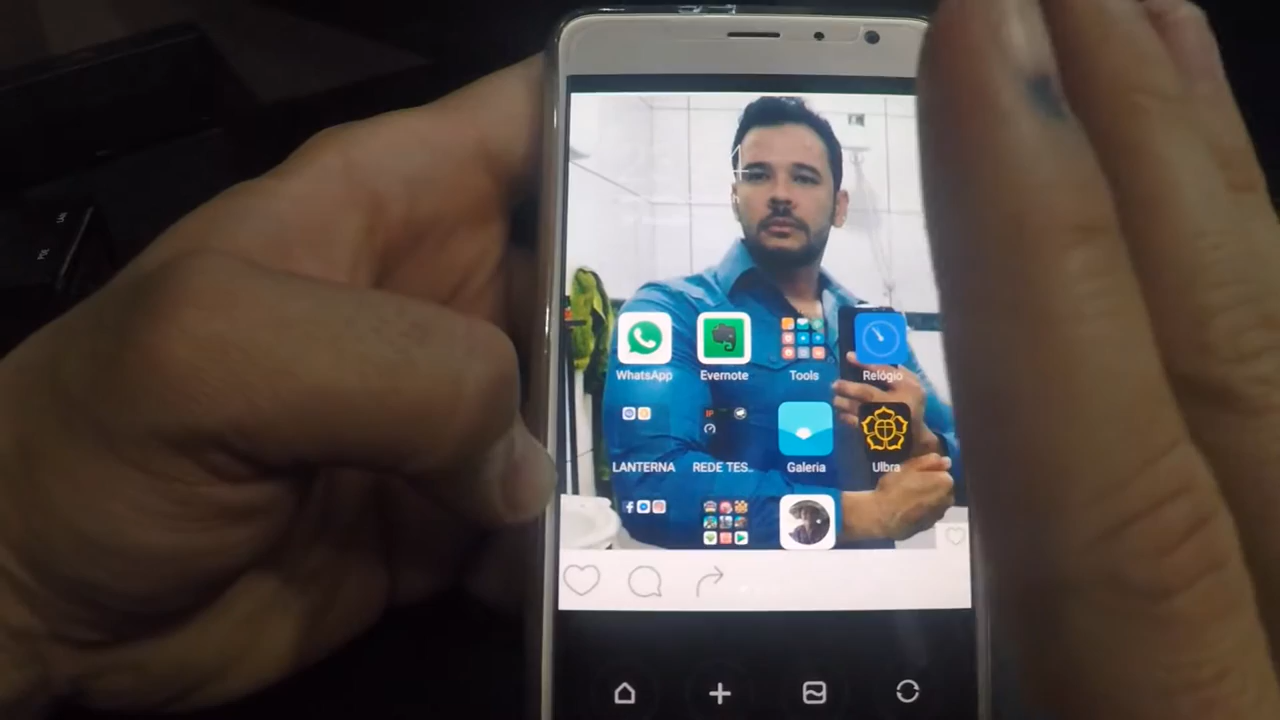 WhatsApp
Evernote
Tools
Relógio
LANTERNA
REDE TES..
Galeria
Ulbra